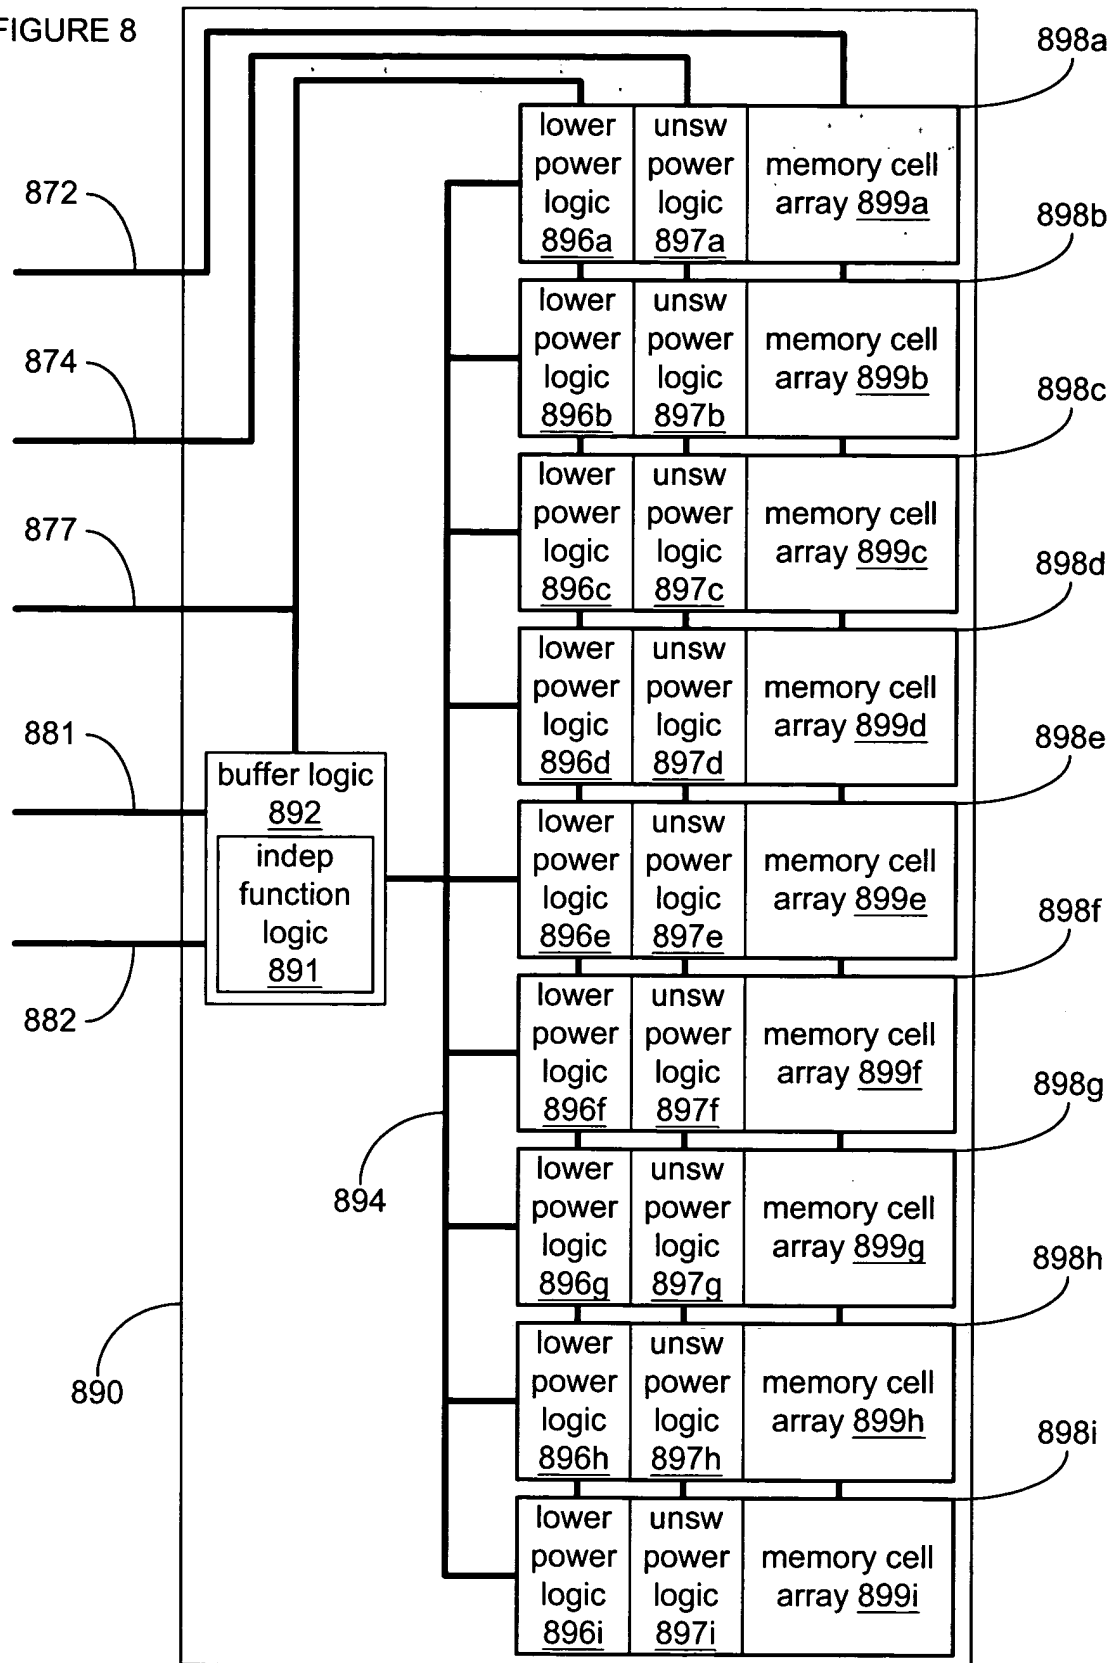 FIGURE 8
898a
lower power logic 896a
unsw power logic 897a
memory cell array 899a
872
898b
lower power logic 896b
unsw power logic 897b
memory cell array 899b
874
898c
lower power logic 896c
unsw power logic 897c
memory cell array 899c
877
898d
lower power logic 896d
unsw power logic 897d
memory cell array 899d
881
898e
buffer logic
892
indep
function
logic
891
lower power logic 896e
unsw power logic 897e
memory cell array 899e
882
898f
lower power logic 896f
unsw power logic 897f
memory cell array 899f
894
898g
lower power logic 896g
unsw power logic 897g
memory cell array 899g
890
898h
lower power logic 896h
unsw power logic 897h
memory cell array 899h
898i
lower power logic 896i
unsw power logic 897i
memory cell array 899i